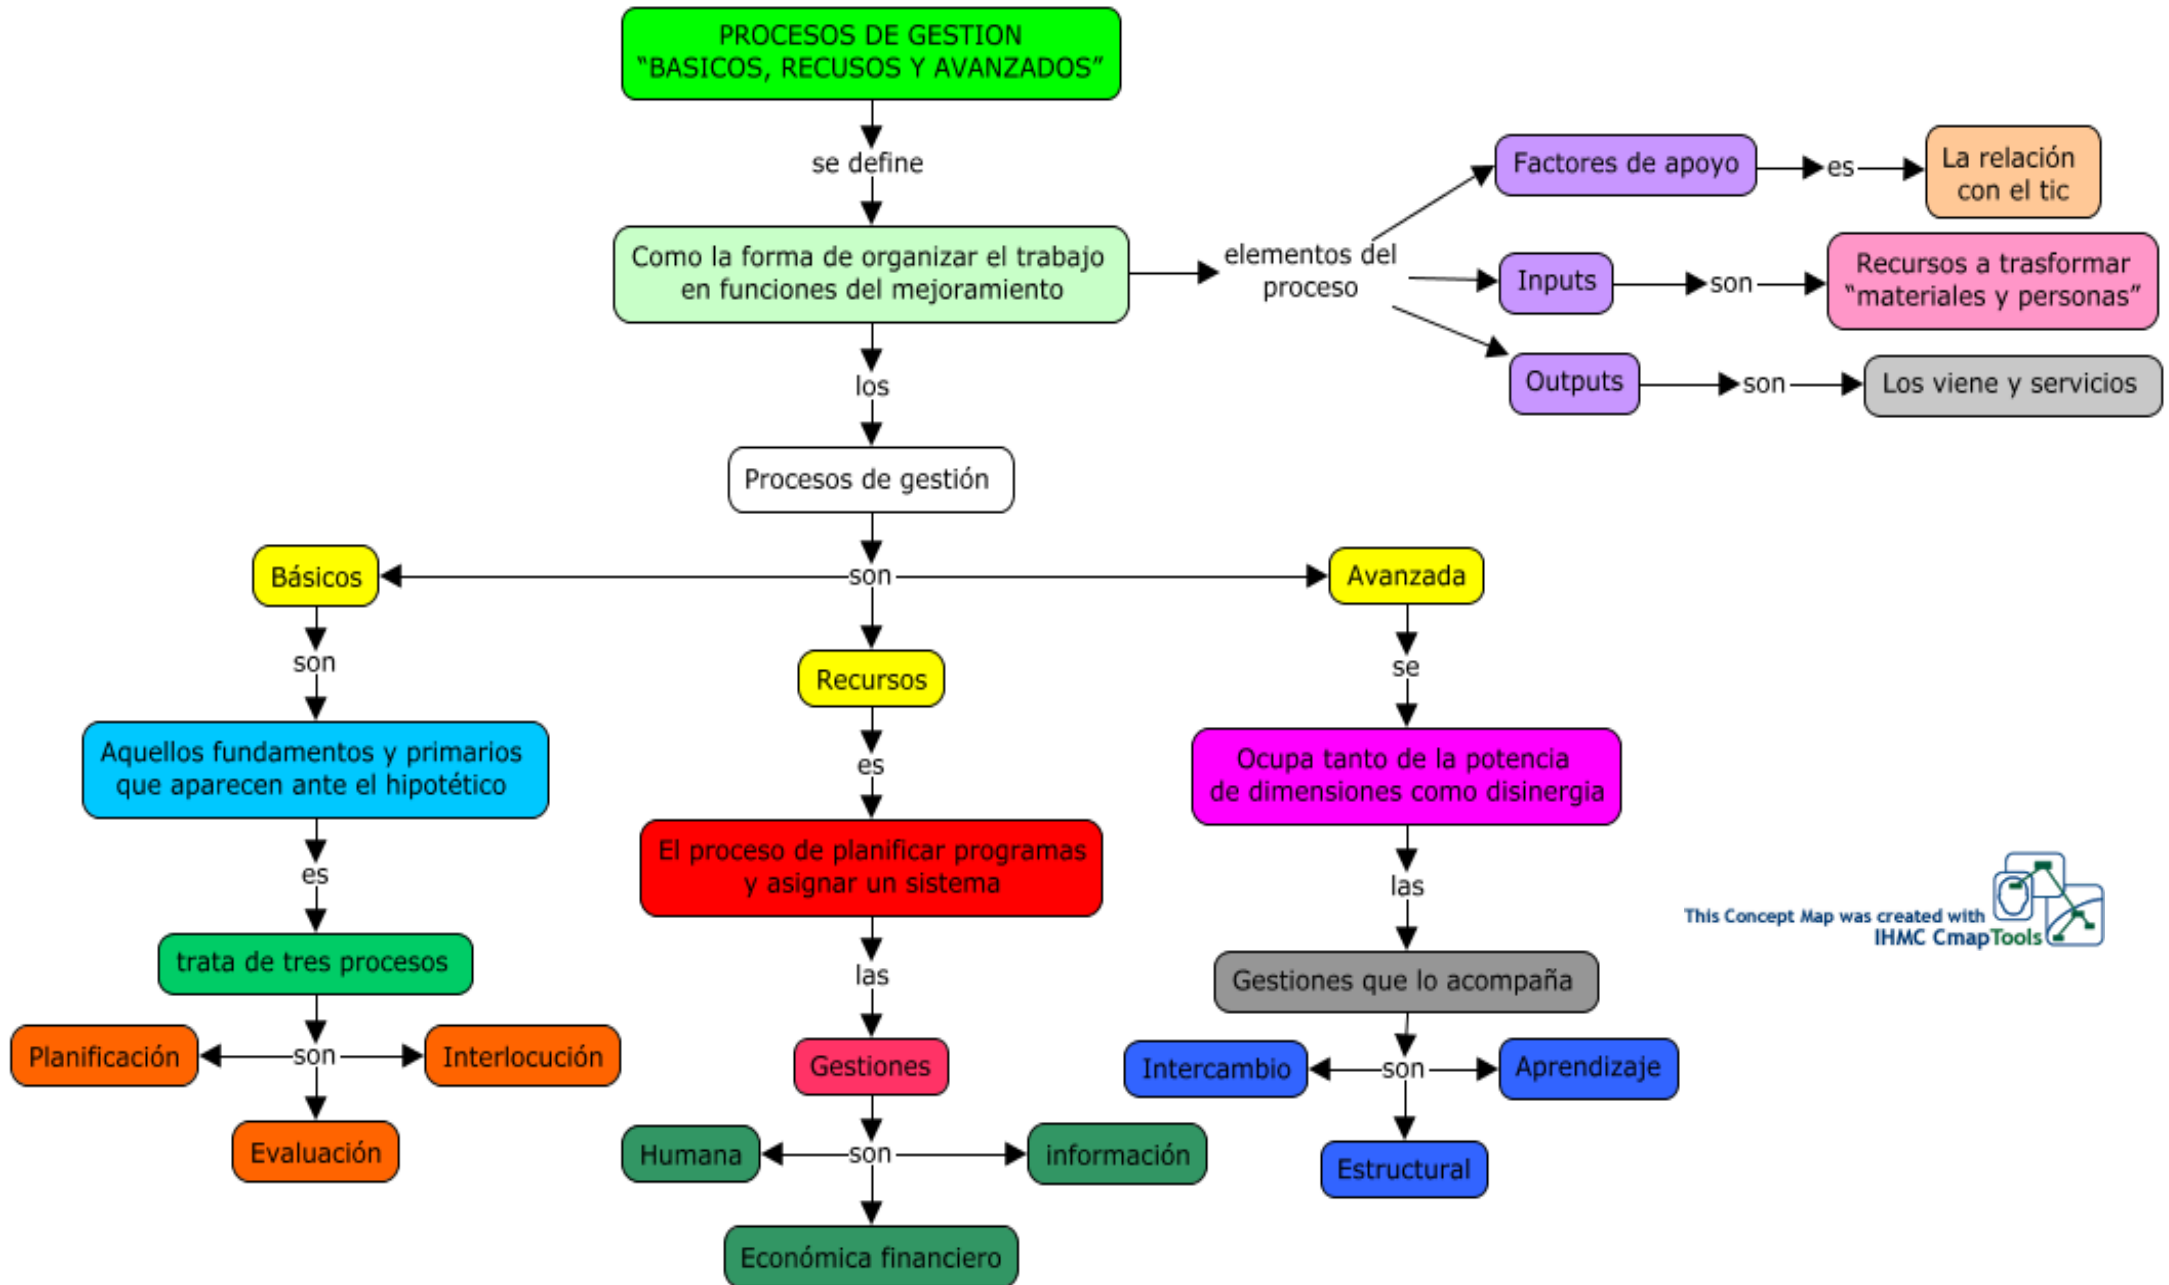 PROCESOS DE GESTION
“BASICOS, RECUSOS Y AVANZADOS”
se define
Como la forma de organizar el trabajo
en funciones del mejoramiento
elementos del
proceso
Factores de apoyo
es
La relación
con el tic
Inputs
son
Recursos a trasformar
“materiales y personas”
Outputs
son
Los viene y servicios
los
Procesos de gestión
son
Básicos
son
Aquellos fundamentos y primarios
que aparecen ante el hipotético
es
trata de tres procesos
son
Planificación
Interlocución
Evaluación
Recursos
es
El proceso de planificar programas
y asignar un sistema
las
Gestiones
son
Humana
información
Económica financiero
Avanzada
se
Ocupa tanto de la potencia
de dimensiones como disinergia
las
Gestiones que lo acompaña
son
Intercambio
Aprendizaje
Estructural
This Concept Map was created with
IHMC CmapTools